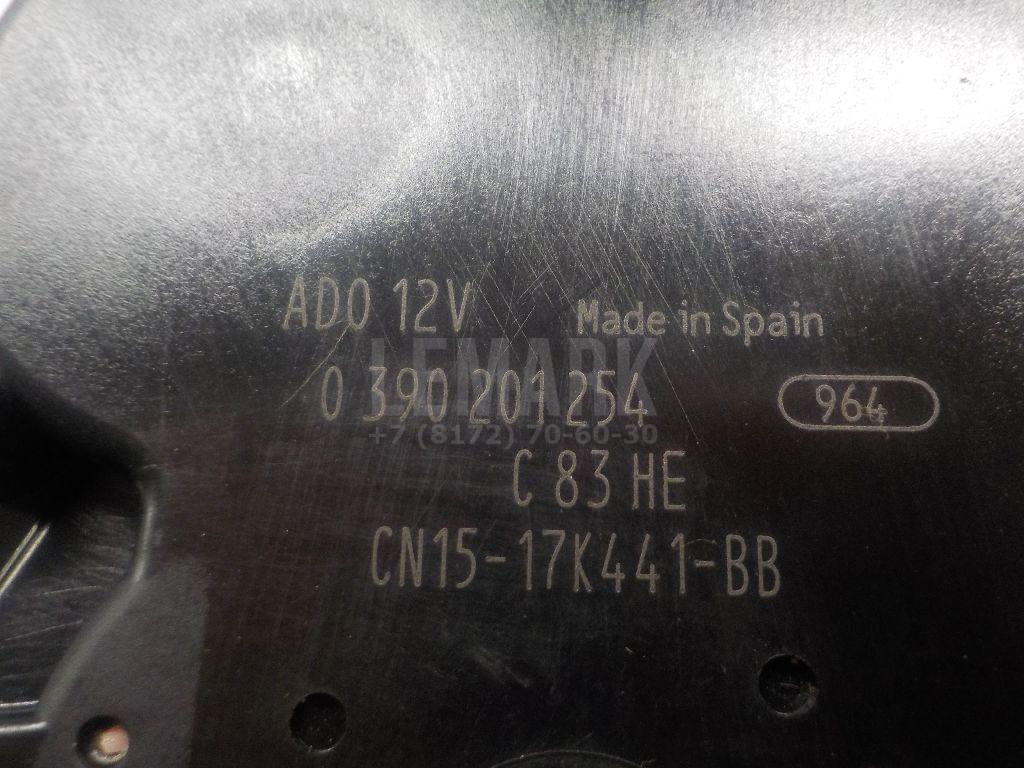 ADO 12V
Made in Spain
LEMARK
0 390 201 254
964
+7 (8172) 70-60-30
C 83 HE
CN15-17K441-BB